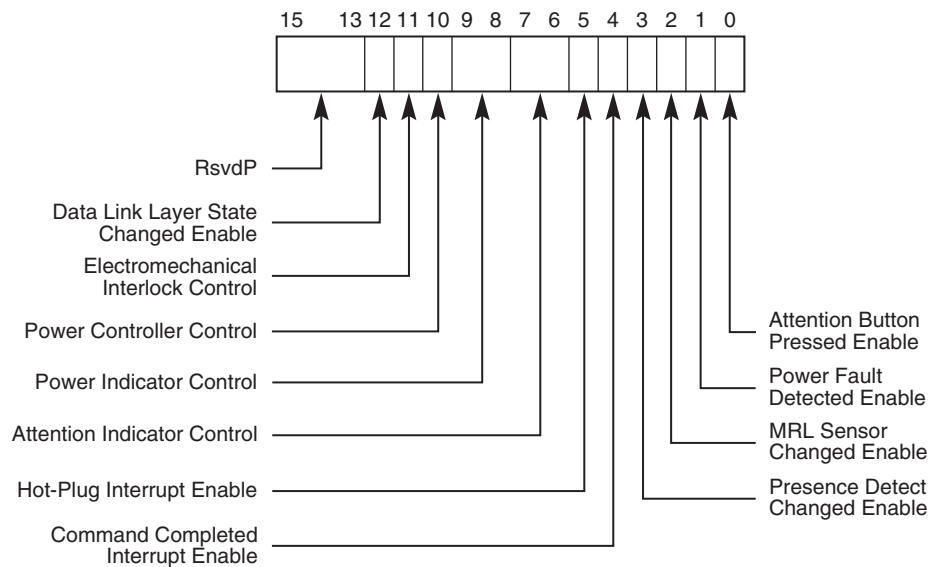 15 13 12 11 10 9 8 7 6 5 4 3 2 1 0
RsvdP
Data Link Layer State
Changed Enable
Electromechanical
Interlock Control
Power Controller Control
Power Indicator Control
Attention Indicator Control
Hot-Plug Interrupt Enable
Command Completed
Interrupt Enable
Attention Button
Pressed Enable
Power Fault
Detected Enable
MRL Sensor
Changed Enable
Presence Detect
Changed Enable